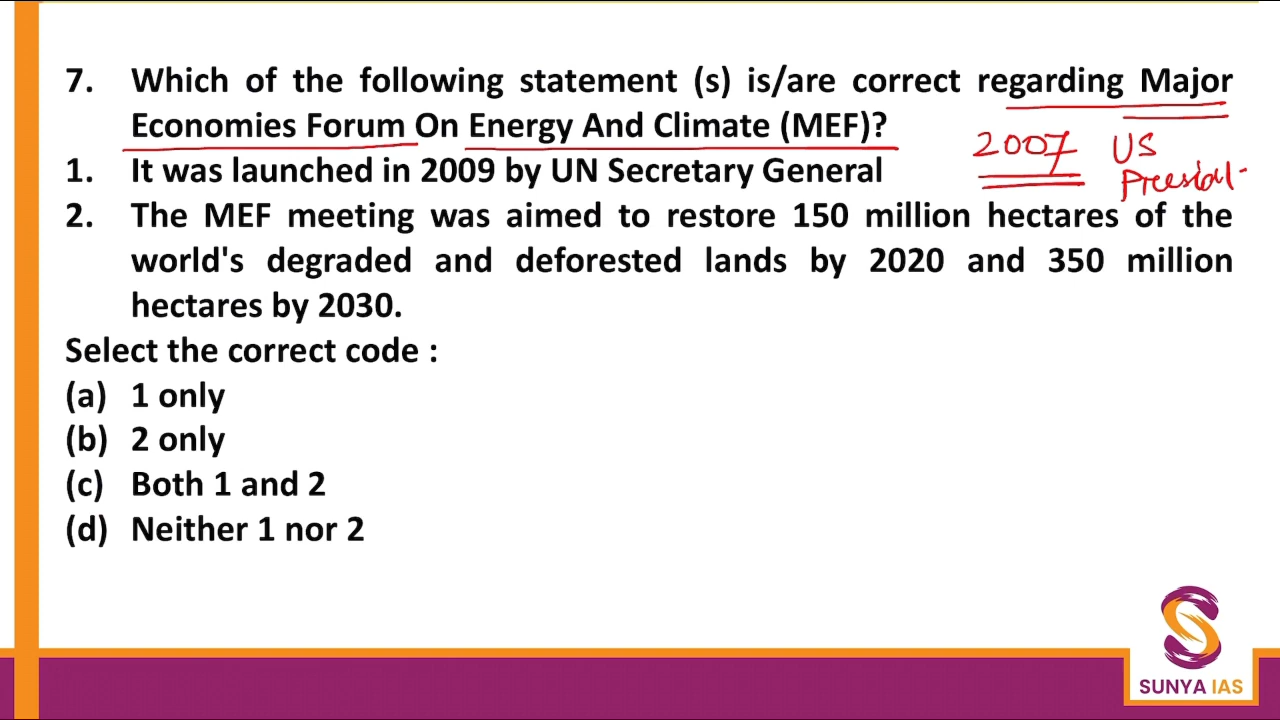 7. Which of the following statement (s) is/are correct regarding Major
Economies Forum On Energy And Climate (MEF)?
2007 US
1. It was launched in 2009 by UN Secretary General
2. The MEF meeting was aimed to restore 150 million hectares of the
world's degraded and deforested lands by 2020 and 350 million
hectares by 2030.
Select the correct code :
(a) 1 only
(b) 2 only
(c) Both 1 and 2
(d) Neither 1 nor 2
SUNYA IAS